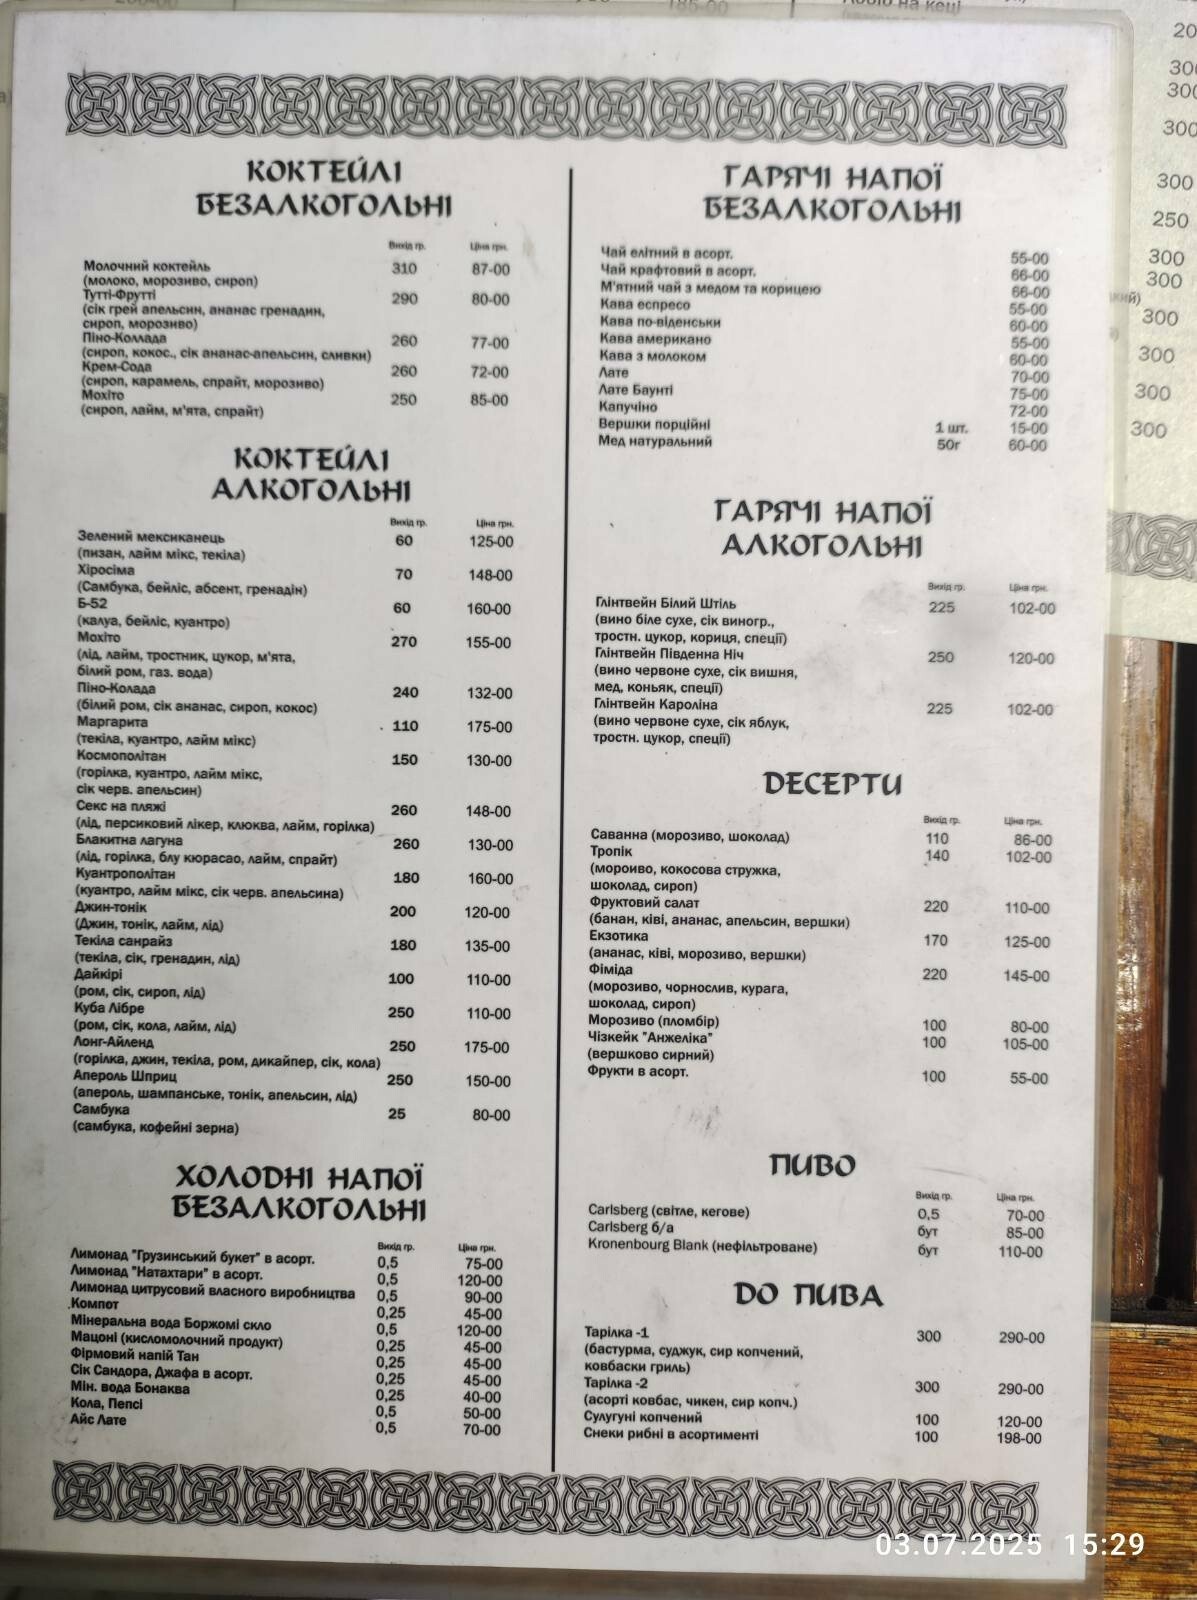 КОКТЕЙЛІ
БЕЗАЛКОГОЛЬНІ
Вихід гр. Ціна грн.
Молочний коктейль 310 87-00
(молоко, морозиво, сироп)
Тутті-Фрутті 290 80-00
(сік грей апельсин, ананас гренадин,
сироп, морозиво)
Піно-Коллада 260 77-00
(сироп, кокос., сік ананас-апельсин, сливки)
Крем-Сода 260 72-00
(сироп, карамель, спрайт, морозиво)
Мохіто 250 85-00
(сироп, лайм, м'ята, спрайт)
КОКТЕЙЛІ
АЛКОГОЛЬНІ
Вихід гр. Ціна грн.
Зелений мексиканець 60 125-00
(пизан, лайм мікс, текіла)
Хіросіма 70 148-00
(Самбука, бейліс, абсент, гренадін)
Б-52 60 160-00
(калуа, бейліс, куантро)
Мохіто 270 155-00
(лід, лайм, тростник, цукор, м'ята,
білий ром, газ. вода)
Піно-Колада 240 132-00
(білий ром, сік ананас, сироп, кокос)
Маргарита 110 175-00
(текіла, куантро, лайм мікс)
Космополітан 150 130-00
(горілка, куантро, лайм мікс,
сік черв. апельсин)
Секс на пляжі 260 148-00
(лід, персиковий лікер, клюква, лайм, горілка)
Блакитна лагуна 260 130-00
(лід, горілка, блу кюрасао, лайм, спрайт)
Куантрополітан 180 160-00
(куантро, лайм мікс, сік черв. апельсина)
Джин-тонік 200 120-00
(Джин, тонік, лайм, лід)
Текіла санрайз 180 135-00
(текіла, сік, гренадин, лід)
Дайкірі 100 110-00
(ром, сік, сироп, лід)
Куба Лібре 250 110-00
(ром, сік, кола, лайм, лід)
Лонг-Айленд 250 175-00
(горілка, джин, текіла, ром, дикайпер, сік, кола)
Апероль Шприц 250 150-00
(апероль, шампанське, тонік, апельсин, лід)
Самбука 25 80-00
(самбука, кофейні зерна)
ХОЛОДНІ НАПОЇ
БЕЗАЛКОГОЛЬНІ
Вихід гр. Ціна грн.
Лимонад "Грузинський букет" в асорт. 0,5 75-00
Лимонад "Натахтари" в асорт. 0,5 120-00
Лимонад цитрусовий власного виробництва 0,5 90-00
Компот 0,25 45-00
Мінеральна вода Боржомі скло 0,5 120-00
Мацоні (кисломолочний продукт) 0,25 45-00
Фірмовий напій Тан 0,25 45-00
Сік Сандора, Джафа в асорт. 0,25 45-00
Мін. вода Бонаква 0,25 40-00
Кола, Пепсі 0,5 50-00
Айс Лате 0,5 70-00
ГАРЯЧІ НАПОЇ
БЕЗАЛКОГОЛЬНІ
Чай елітний в асорт. 55-00
Чай крафтовий в асорт. 66-00
М'ятний чай з медом та корицею 66-00
Кава еспресо 55-00
Кава по-віденськи 60-00
Кава американо 55-00
Кава з молоком 60-00
Лате 70-00
Лате Баунті 75-00
Капучіно 72-00
Вершки порційні 1 шт. 15-00
Мед натуральний 50г 60-00
ГАРЯЧІ НАПОЇ
АЛКОГОЛЬНІ
Вихід гр. Ціна грн.
Глінтвейн Білий Штіль 225 102-00
(вино біле сухе, сік виногр.,
тростн. цукор, кориця, спеції)
Глінтвейн Південна Ніч 250 120-00
(вино червоне сухе, сік вишня,
мед, коньяк, спеції)
Глінтвейн Кароліна 225 102-00
(вино червоне сухе, сік яблук,
тростн. цукор, спеції)
ДЕСЕРТИ
Вихід гр. Ціна грн.
Саванна (морозиво, шоколад) 110 86-00
Тропік 140 102-00
(мороиво, кокосова стружка,
шоколад, сироп)
Фруктовий салат 220 110-00
(банан, ківі, ананас, апельсин, вершки)
Екзотика 170 125-00
(ананас, ківі, морозиво, вершки)
Фіміда 220 145-00
(морозиво, чорнослив, курага,
шоколад, сироп)
Морозиво (пломбір) 100 80-00
Чізкейк "Анжеліка" 100 105-00
(вершково сирний)
Фрукти в асорт. 100 55-00
ПИВО
Вихід гр. Ціна грн.
Carlsberg (світле, кегове) 0,5 70-00
Carlsberg б/а бут 85-00
Kronenbourg Blank (нефільтроване) бут 110-00
ДО ПИВА
Тарілка -1 300 290-00
(бастурма, суджук, сир копчений,
ковбаски гриль)
Тарілка -2 300 290-00
(асорті ковбас, чикен, сир копч.)
Сулугуні копчений 100 120-00
Снеки рибні в асортименті 100 198-00
300
300
300
300
250
300
300
300
300
300
300
03.07.2025 15:29